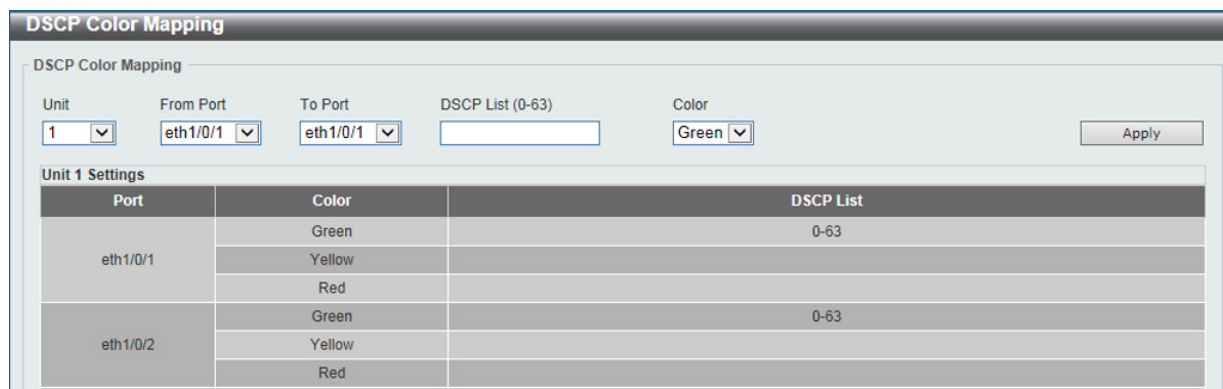 DSCP Color Mapping
DSCP Color Mapping
Unit From Port To Port DSCP List (0-63) Color
1 eth1/0/1 eth1/0/1 Green Apply
Unit 1 Settings
Port Color DSCP List
Green 0-63
eth1/0/1 Yellow
Red
Green 0-63
eth1/0/2 Yellow
Red